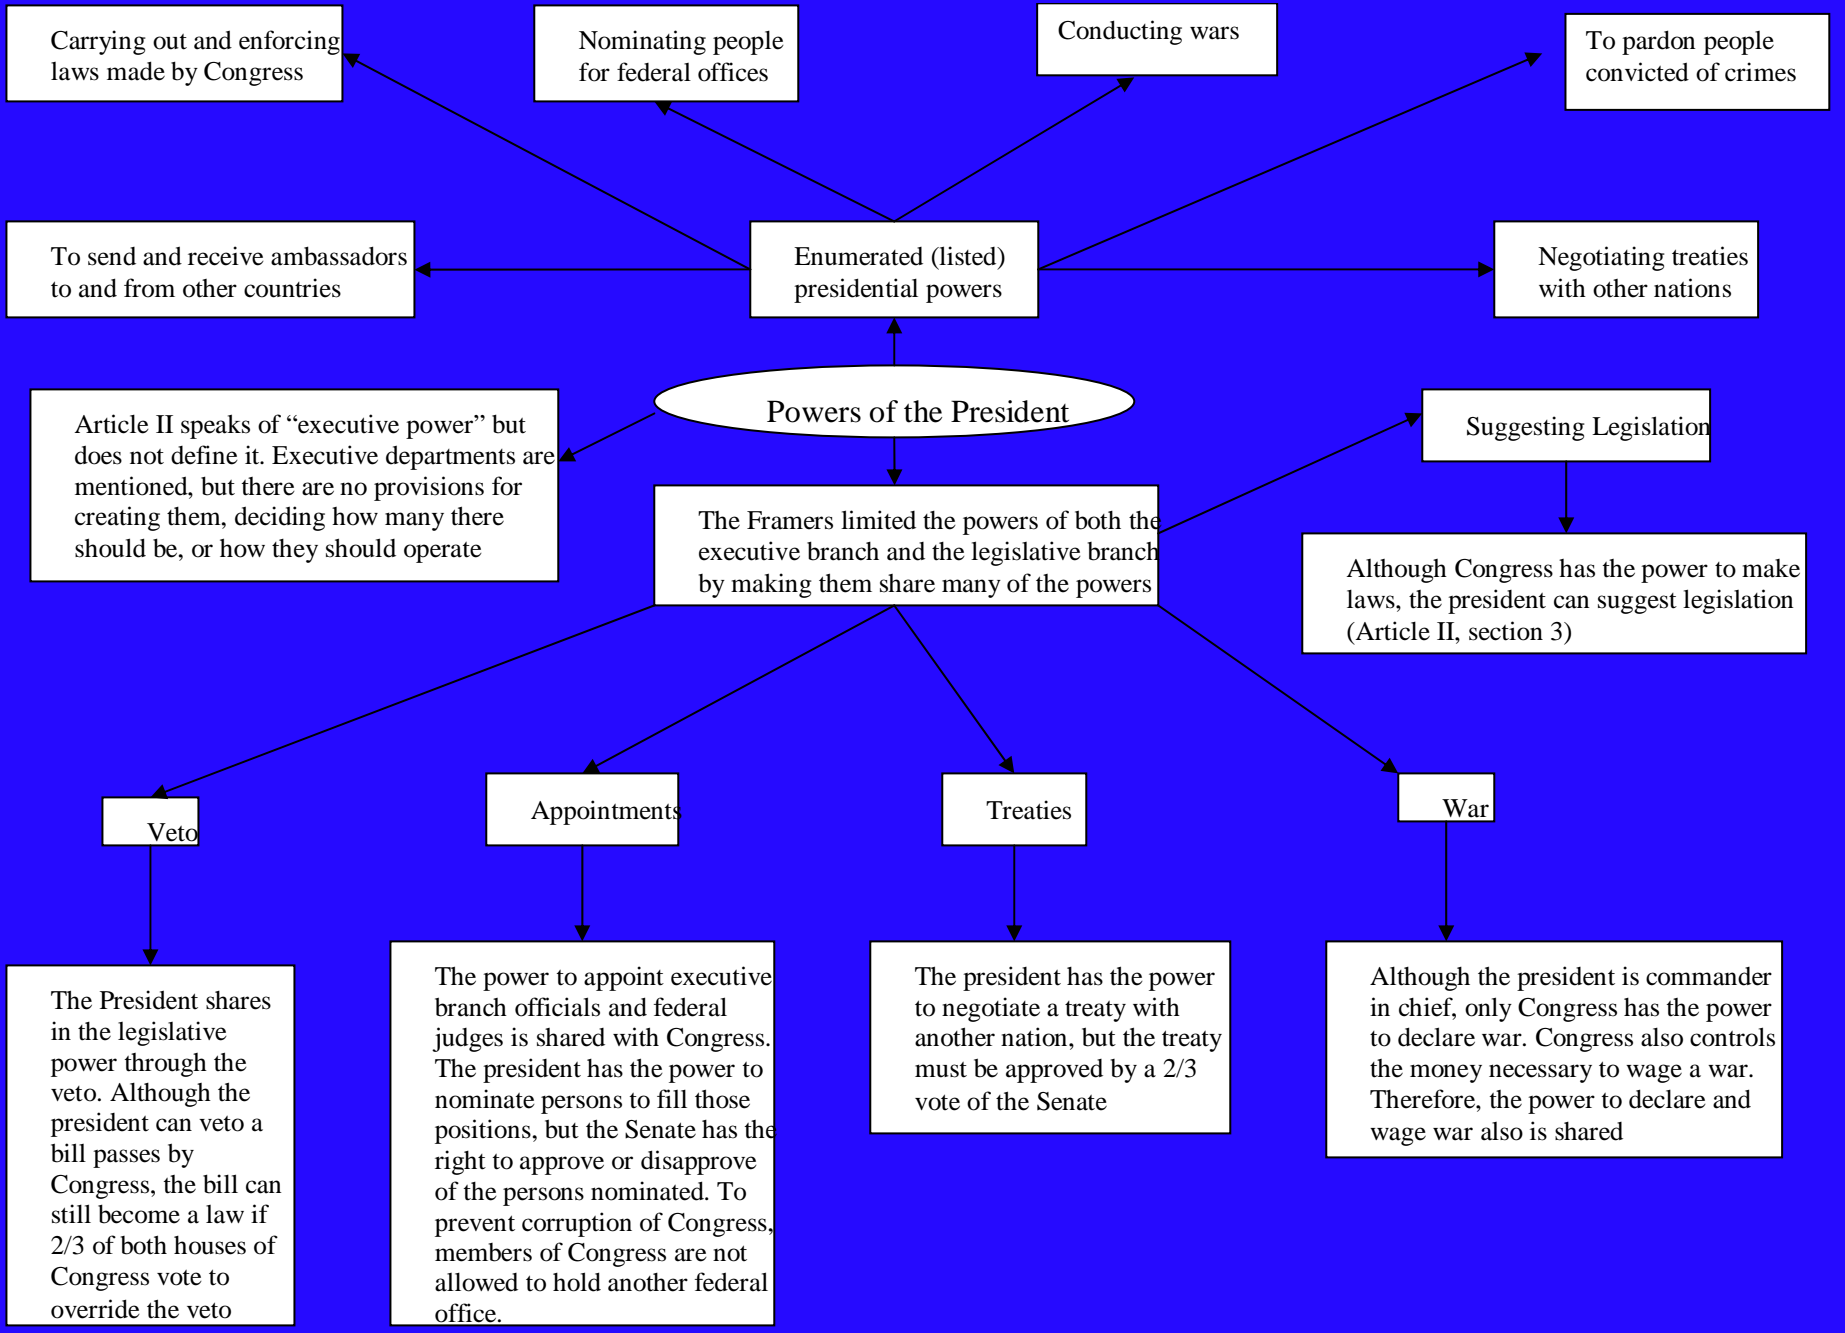 Carrying out and enforcing
laws made by Congress
Nominating people
for federal offices
Conducting wars
To pardon people
convicted of crimes
To send and receive ambassadors
to and from other countries
Enumerated (listed)
presidential powers
Negotiating treaties
with other nations
Powers of the President
Article II speaks of “executive power” but
does not define it. Executive departments are
mentioned, but there are no provisions for
creating them, deciding how many there
should be, or how they should operate
Suggesting Legislation
The Framers limited the powers of both the
executive branch and the legislative branch
by making them share many of the powers
Although Congress has the power to make
laws, the president can suggest legislation
(Article II, section 3)
Veto
Appointments
Treaties
War
The President shares
in the legislative
power through the
veto. Although the
president can veto a
bill passes by
Congress, the bill can
still become a law if
2/3 of both houses of
Congress vote to
override the veto
The power to appoint executive
branch officials and federal
judges is shared with Congress.
The president has the power to
nominate persons to fill those
positions, but the Senate has the
right to approve or disapprove
of the persons nominated. To
prevent corruption of Congress,
members of Congress are not
allowed to hold another federal
office.
The president has the power
to negotiate a treaty with
another nation, but the treaty
must be approved by a 2/3
vote of the Senate
Although the president is commander
in chief, only Congress has the power
to declare war. Congress also controls
the money necessary to wage a war.
Therefore, the power to declare and
wage war also is shared